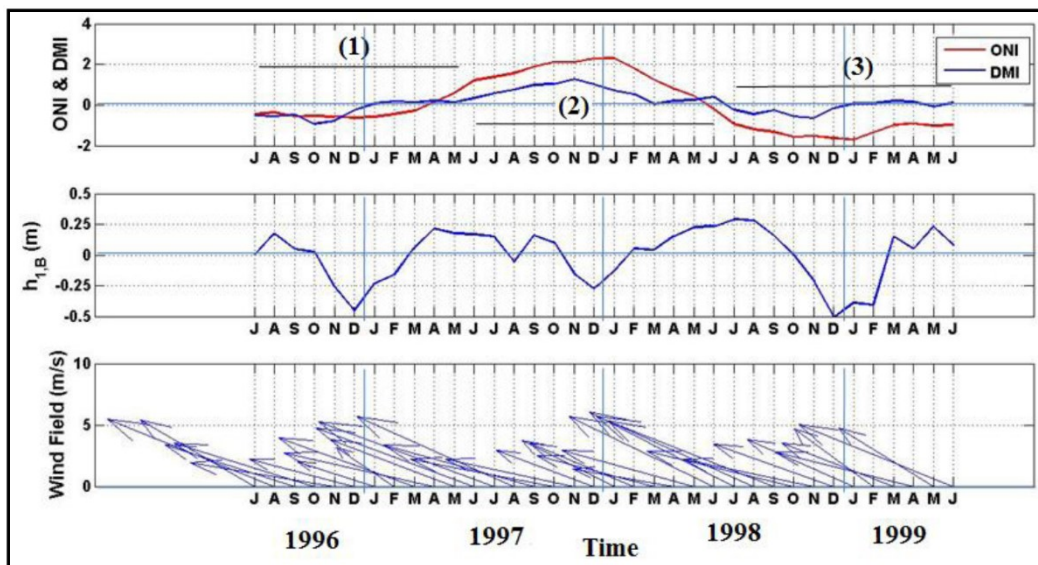 ONI & DMI
4
2
0
-2
(1)
(2)
(3)
ONI
DMI
J A S O N D J F M A M J J A S O N D J F M A M J J A S O N D J F M A M J
h1,B (m)
0.5
0.25
0
-0.25
-0.5
J A S O N D J F M A M J J A S O N D J F M A M J J A S O N D J F M A M J
Wind Field (m/s)
10
5
0
J A S O N D J F M A M J J A S O N D J F M A M J J A S O N D J F M A M J
1996 1997 1998 1999
Time